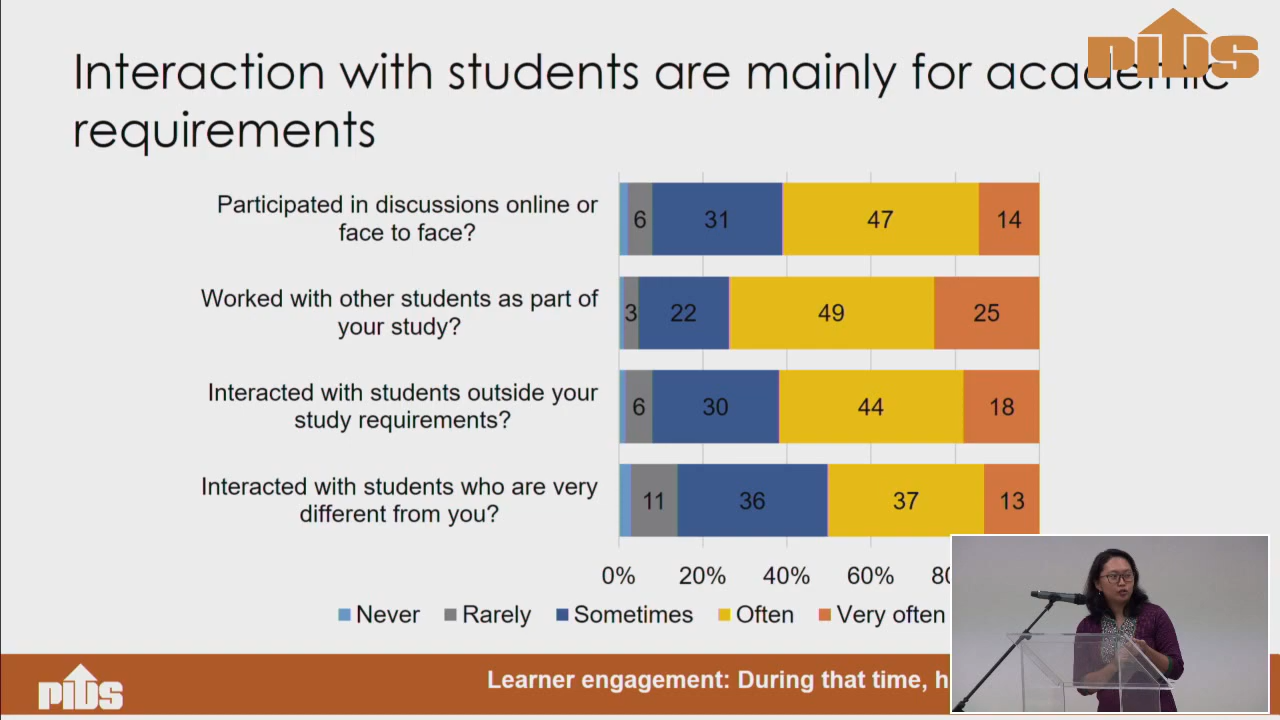 PIDS
Interaction with students are mainly for academic
requirements
Participated in discussions online or
face to face?
6 31 47 14
Worked with other students as part of
your study?
3 22 49 25
Interacted with students outside your
study requirements?
6 30 44 18
Interacted with students who are very
different from you?
11 36 37 13
0% 20% 40% 60% 80
Never Rarely Sometimes Often Very often
PIDS
Learner engagement: During that time, h